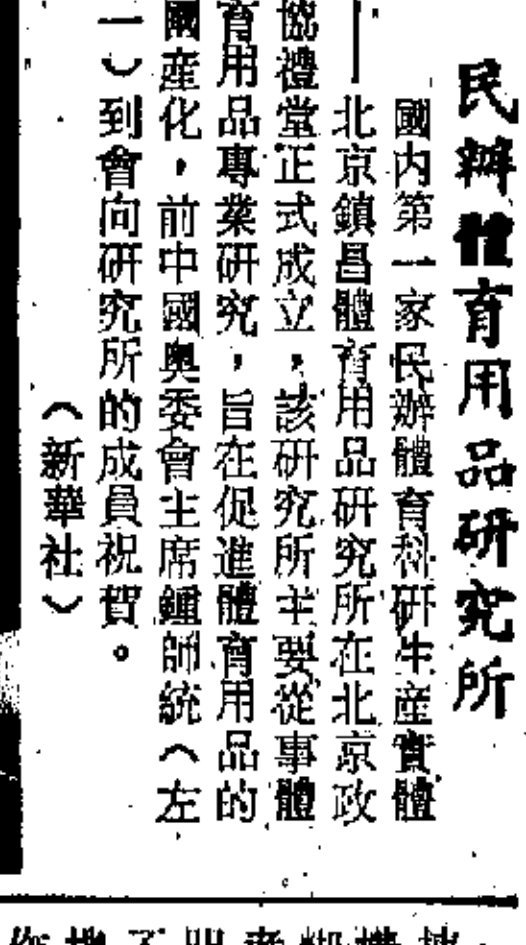 民辦體育用品研究所
國内第一家民辦體育科研生産實體
——北京鎮昌體育用品研究所在北京政
協禮堂正式成立，該研究所主要從事體
育用品專業研究，旨在促進體育用品的
國産化，前中國奥委會主席鍾師統（左
一）到會向研究所的成員祝賀。
（新華社）